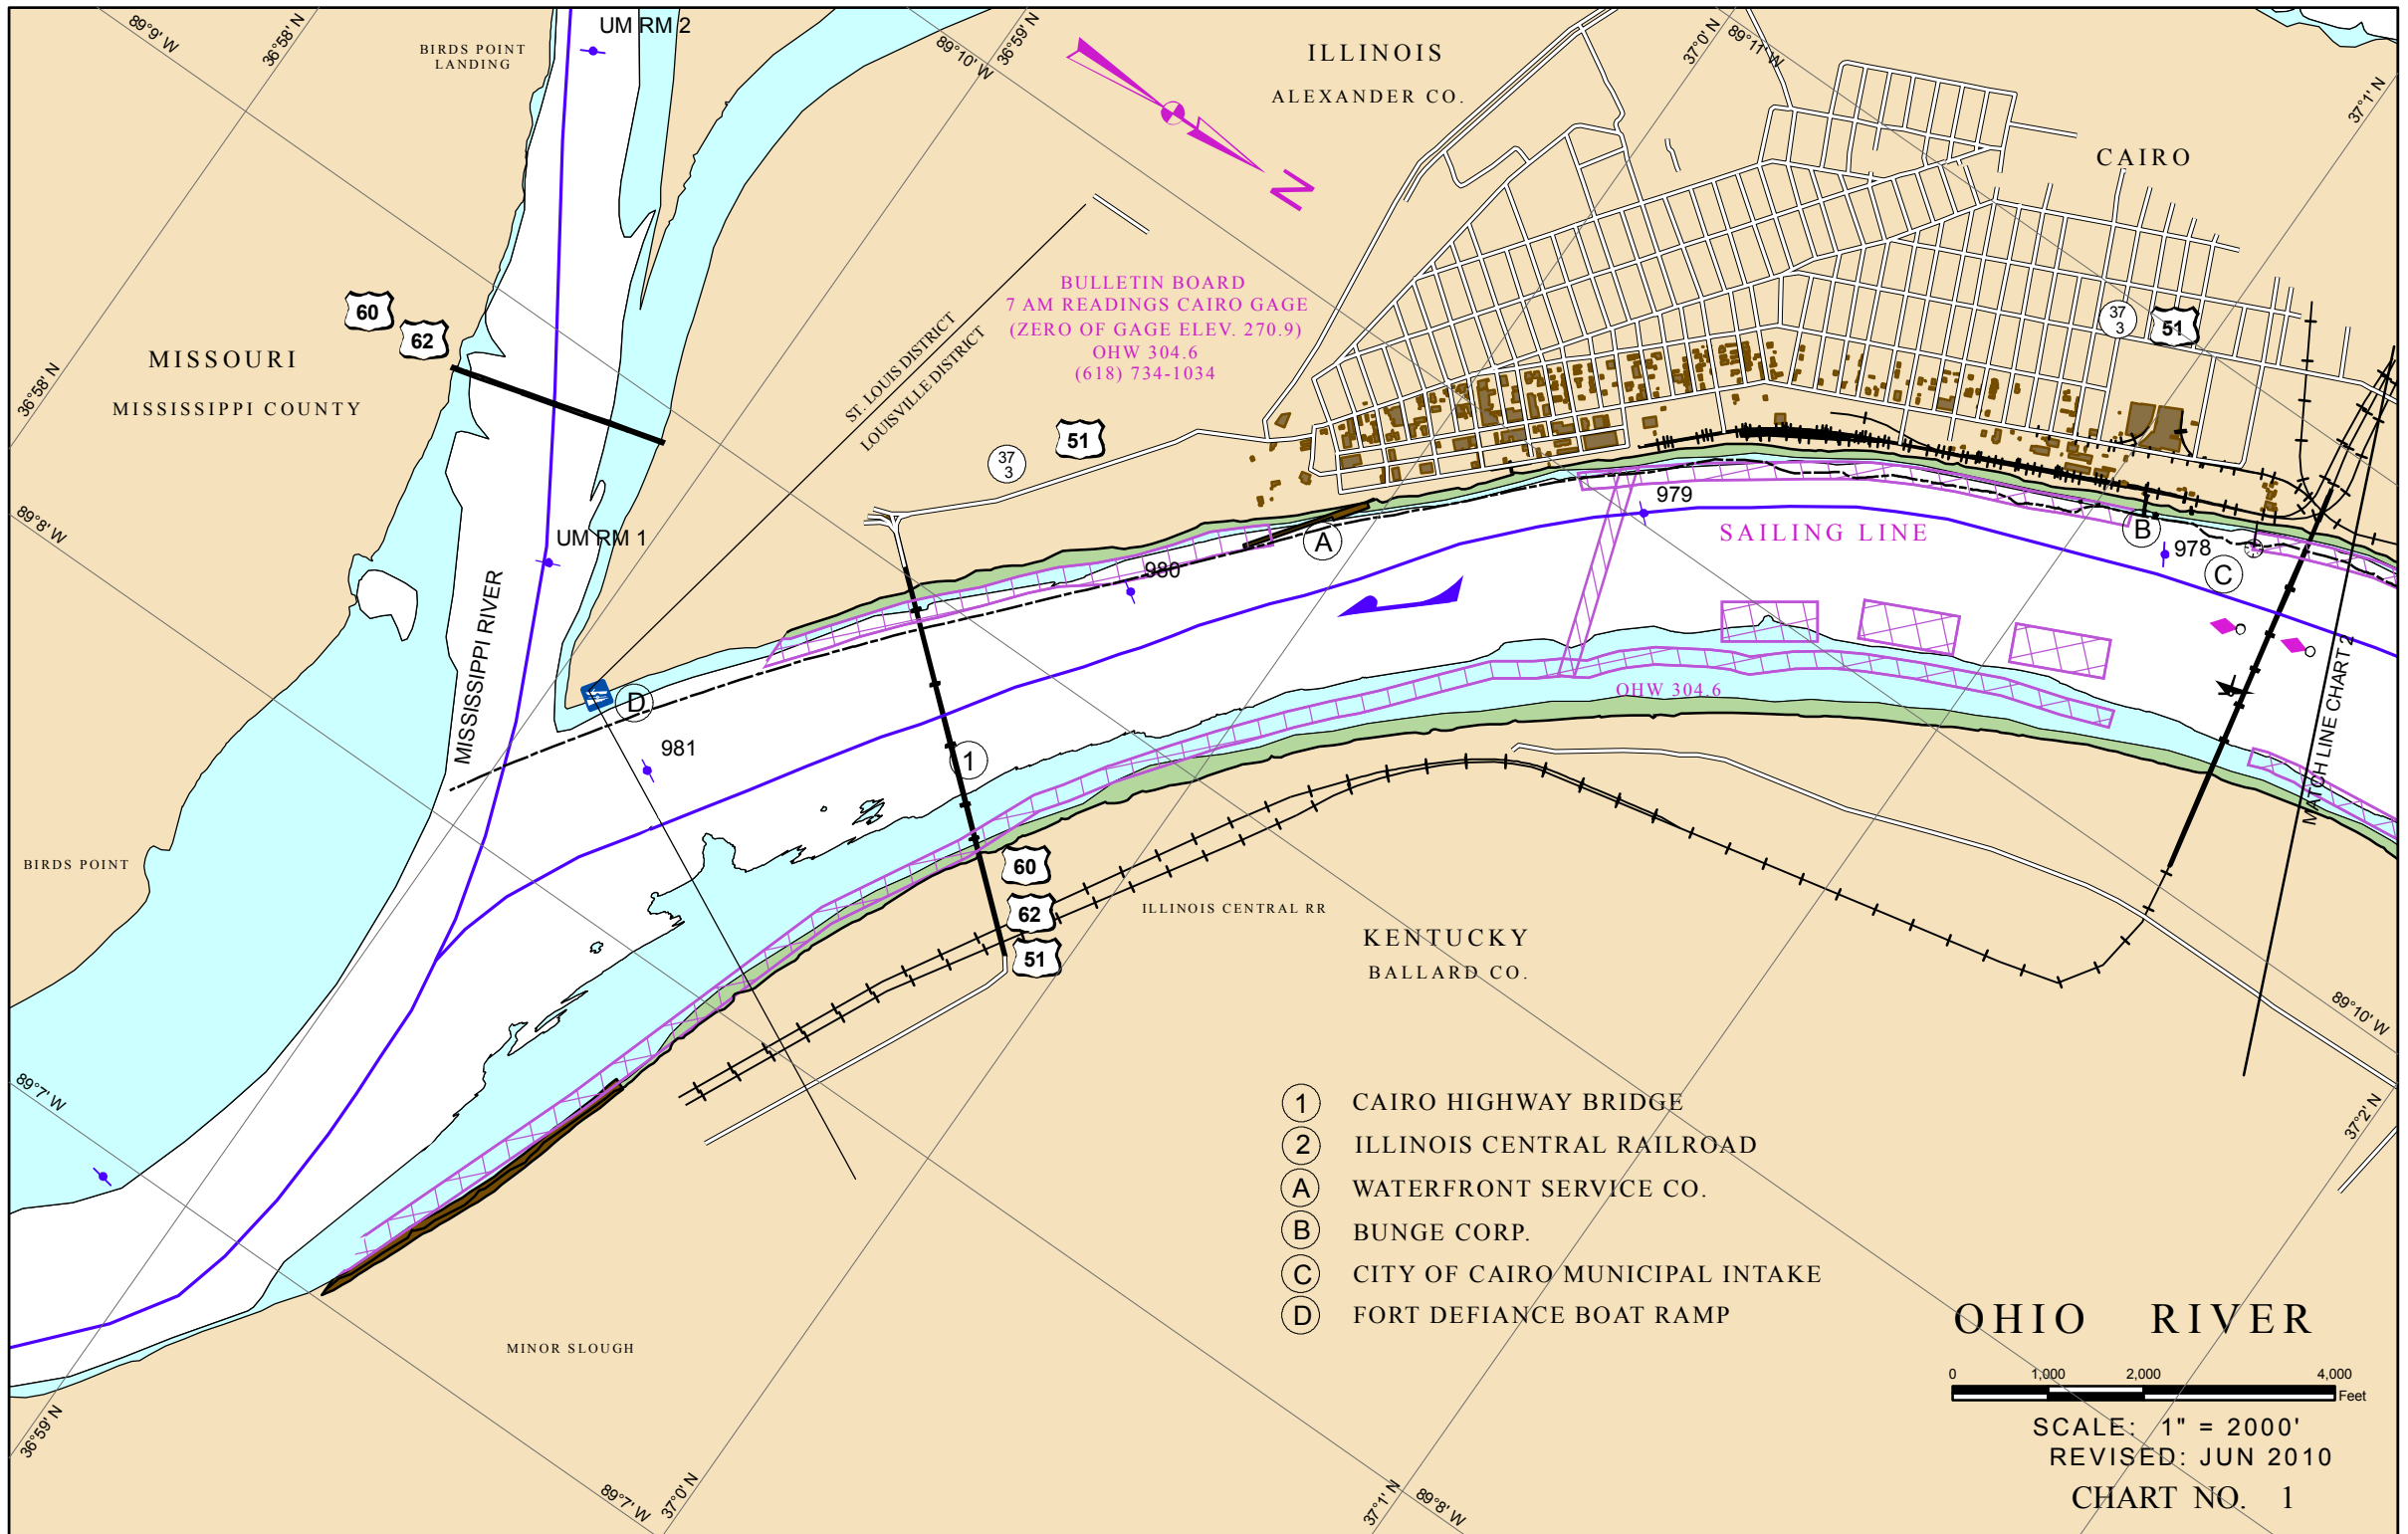 89°9' W
36°58' N
UM RM 2
BIRDS POINT
LANDING
89°10' W
36°59' N
ILLINOIS
ALEXANDER CO.
37°0' N
89°11' W
37°1' N
CAIRO
N
60
62
MISSOURI
MISSISSIPPI COUNTY
36°58' N
ST. LOUIS DISTRICT
LOUISVILLE DISTRICT
BULLETIN BOARD
7 AM READINGS CAIRO GAGE
(ZERO OF GAGE ELEV. 270.9)
OHW 304.6
(618) 734-1034
37
3
51
37
3
51
89°8' W
UM RM 1
MISSISSIPPI RIVER
980
A
979
SAILING LINE
B
978
C
D
981
1
OHW 304.6
MATCH LINE CHART 2
BIRDS POINT
60
62
51
ILLINOIS CENTRAL RR
KENTUCKY
BALLARD CO.
89°10' W
89°7' W
37°2' N
1 CAIRO HIGHWAY BRIDGE
2 ILLINOIS CENTRAL RAILROAD
A WATERFRONT SERVICE CO.
B BUNGE CORP.
C CITY OF CAIRO MUNICIPAL INTAKE
D FORT DEFIANCE BOAT RAMP
MINOR SLOUGH
36°59' N
89°7' W
37°0' N
37°1' N
89°8' W
OHIO RIVER
0 1,000 2,000 4,000
Feet
SCALE: 1" = 2000'
REVISED: JUN 2010
CHART NO. 1